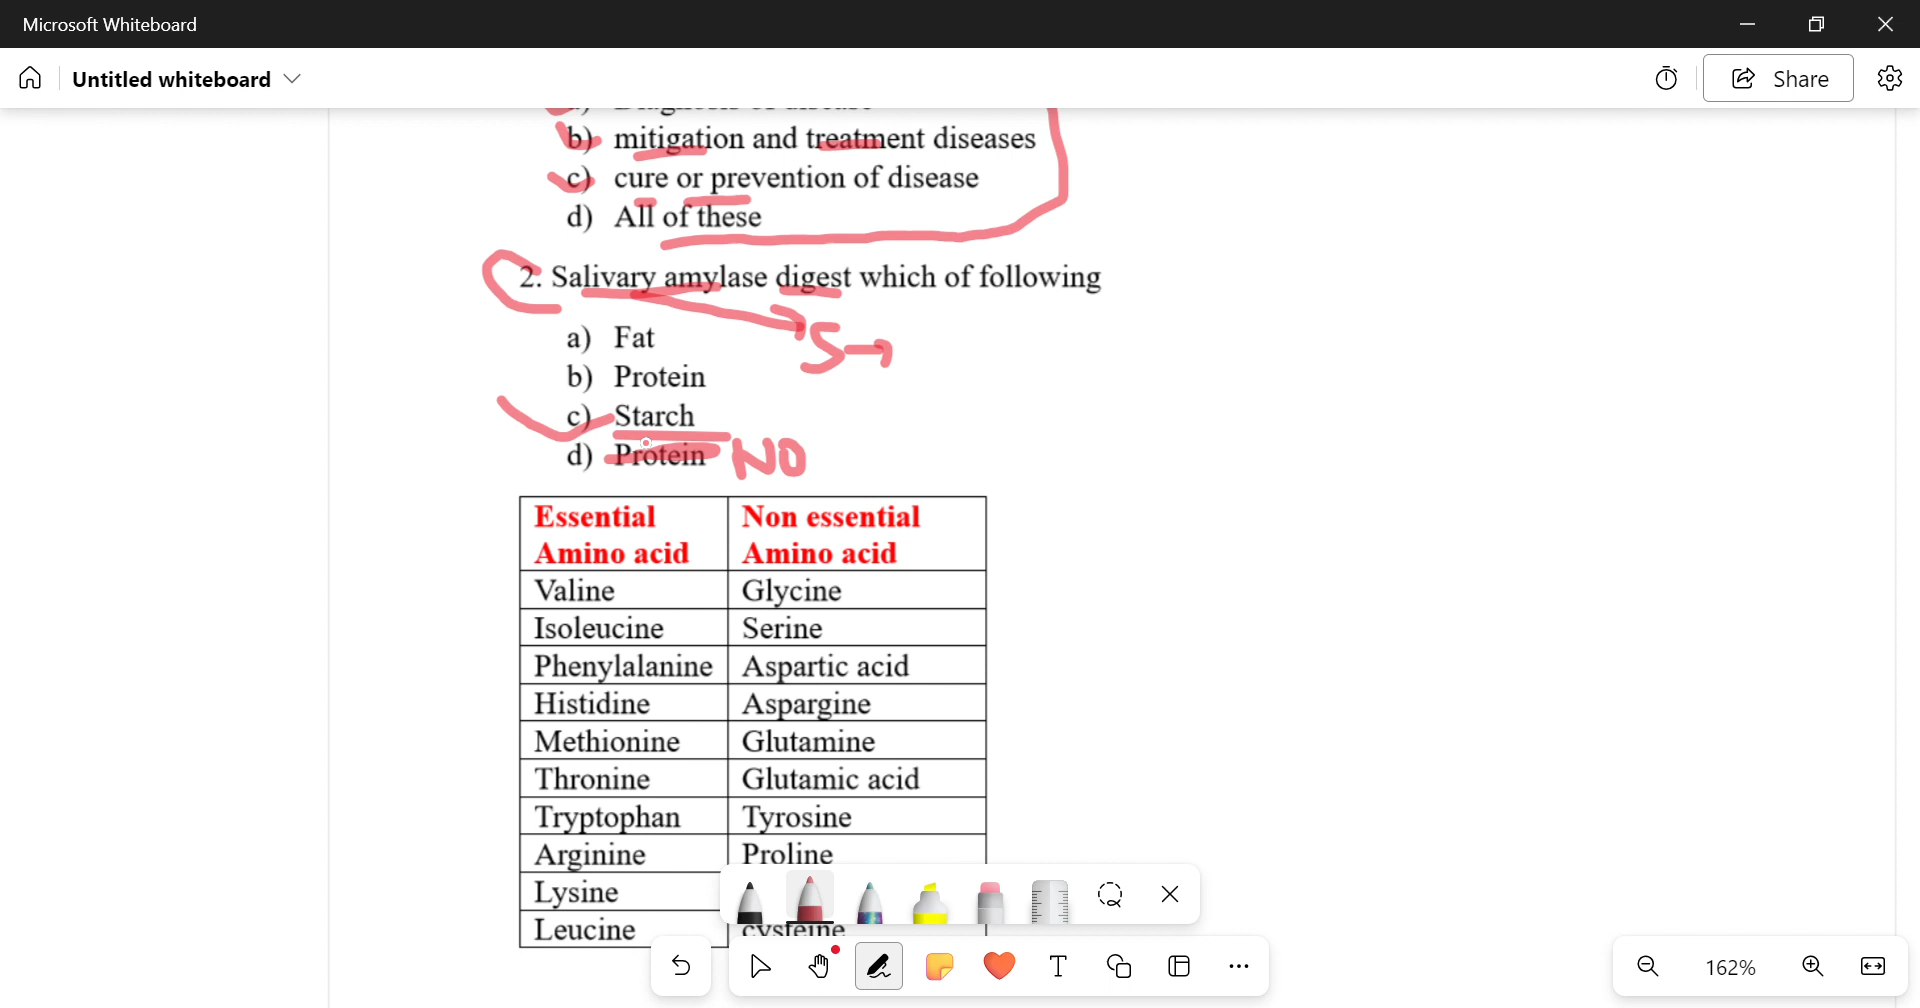 Microsoft Whiteboard
Untitled whiteboard
Share
b) mitigation and treatment diseases
c) cure or prevention of disease
d) All of these
2. Salivary amylase digest which of following
a) Fat
S→
b) Protein
c) Starch
d) Protein NO
Essential Amino acid Non essential Amino acid
Valine Glycine
Isoleucine Serine
Phenylalanine Aspartic acid
Histidine Aspargine
Methionine Glutamine
Thronine Glutamic acid
Tryptophan Tyrosine
Arginine Proline
Lysine
Leucine cysteine
162%